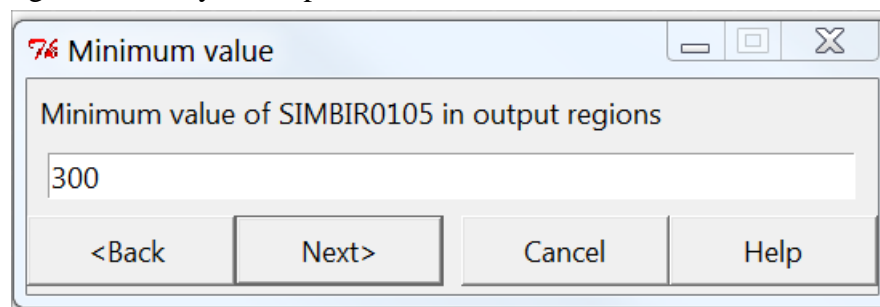 Minimum value
Minimum value of SIMBIR0105 in output regions
300
<Back Next> Cancel Help